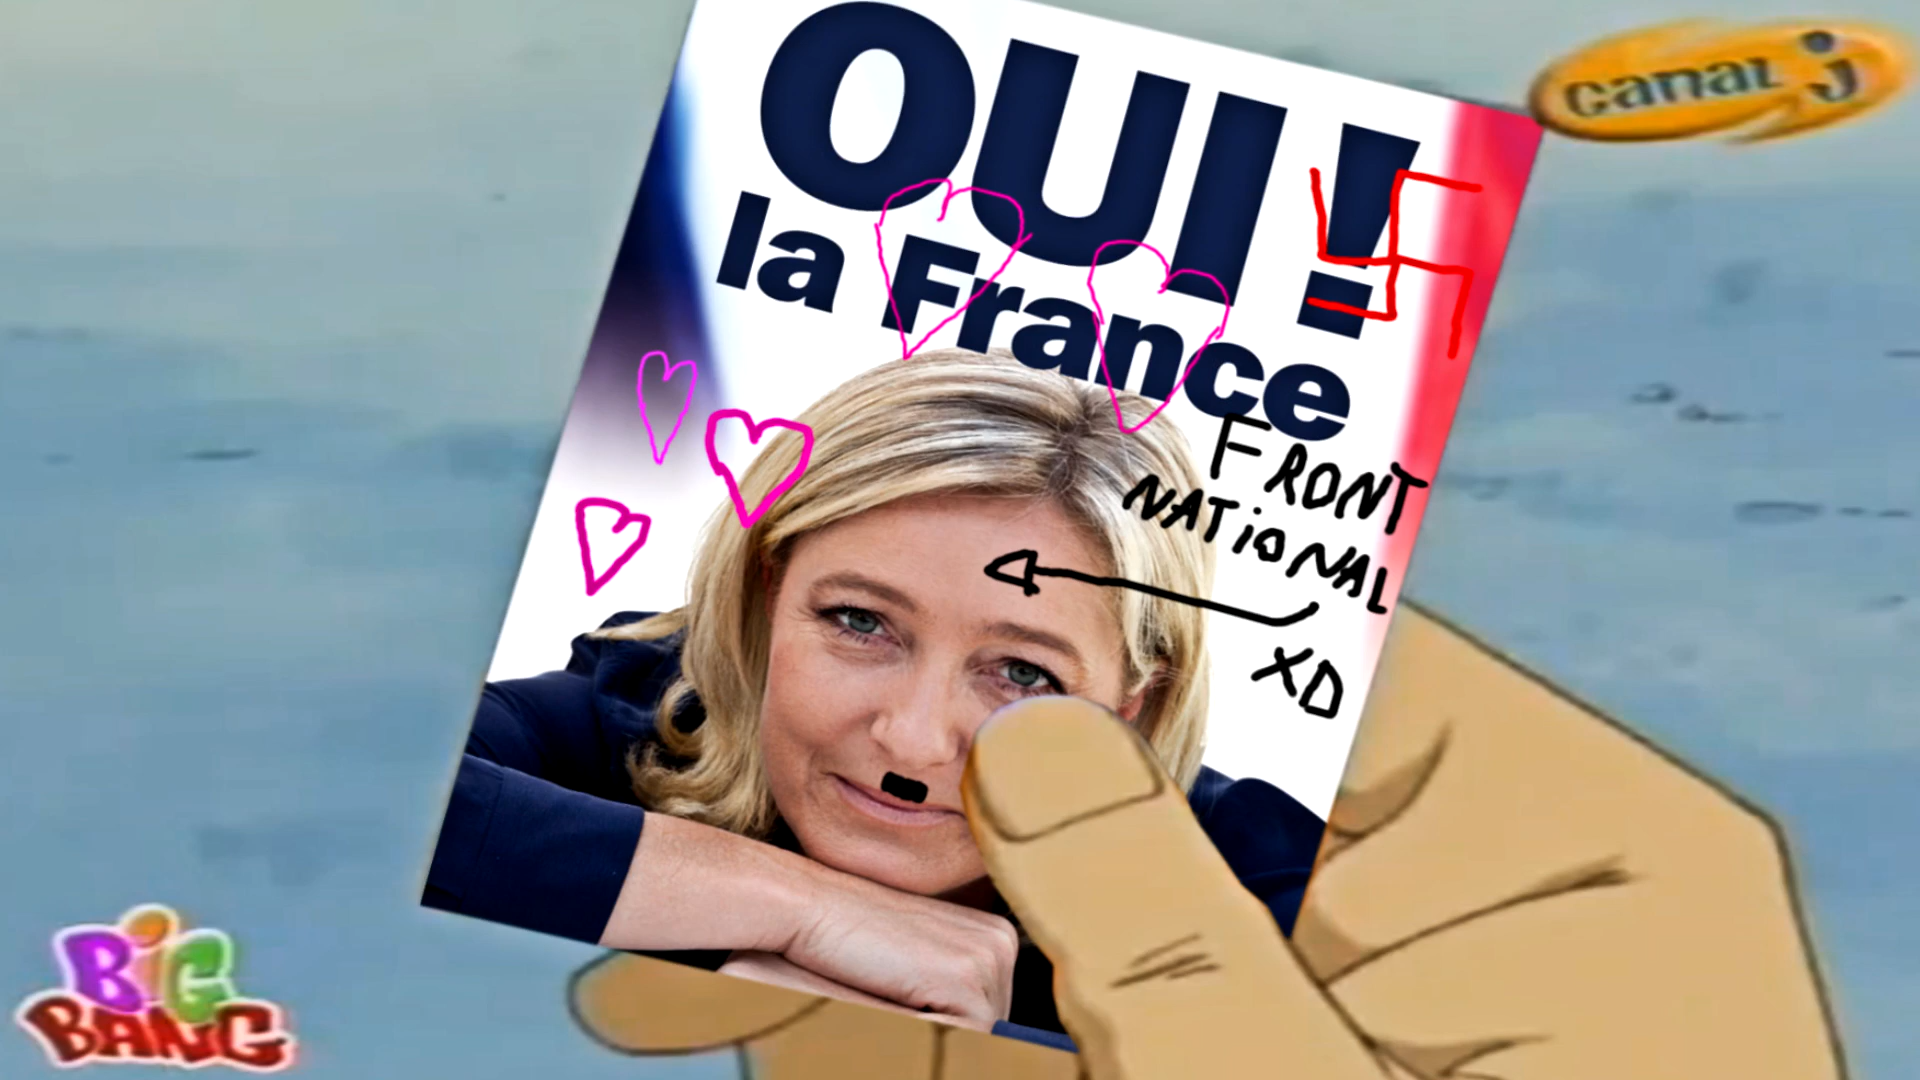 OUI !
la France
canal J
FRONT
NATiONAL
XD
BiG
BANG